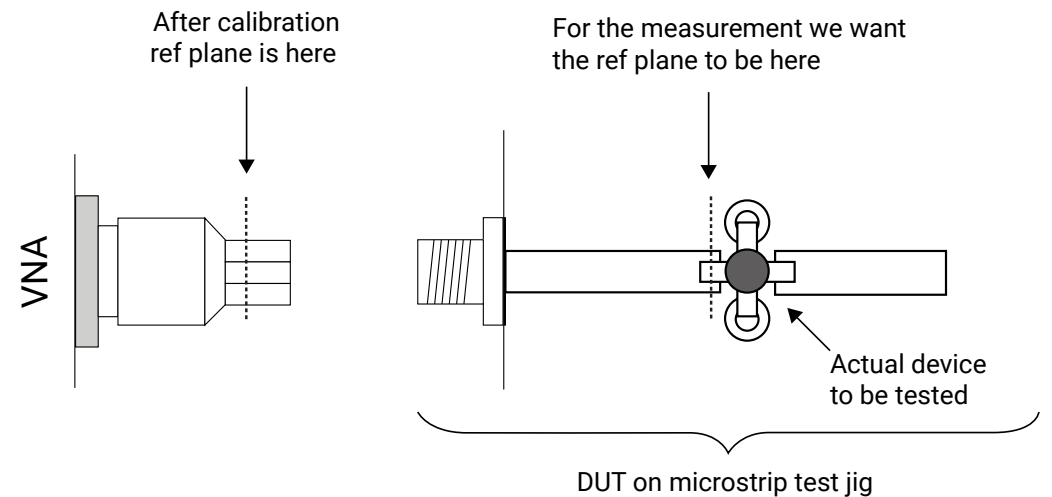 After calibration
ref plane is here
For the measurement we want
the ref plane to be here
VNA
Actual device
to be tested
DUT on microstrip test jig